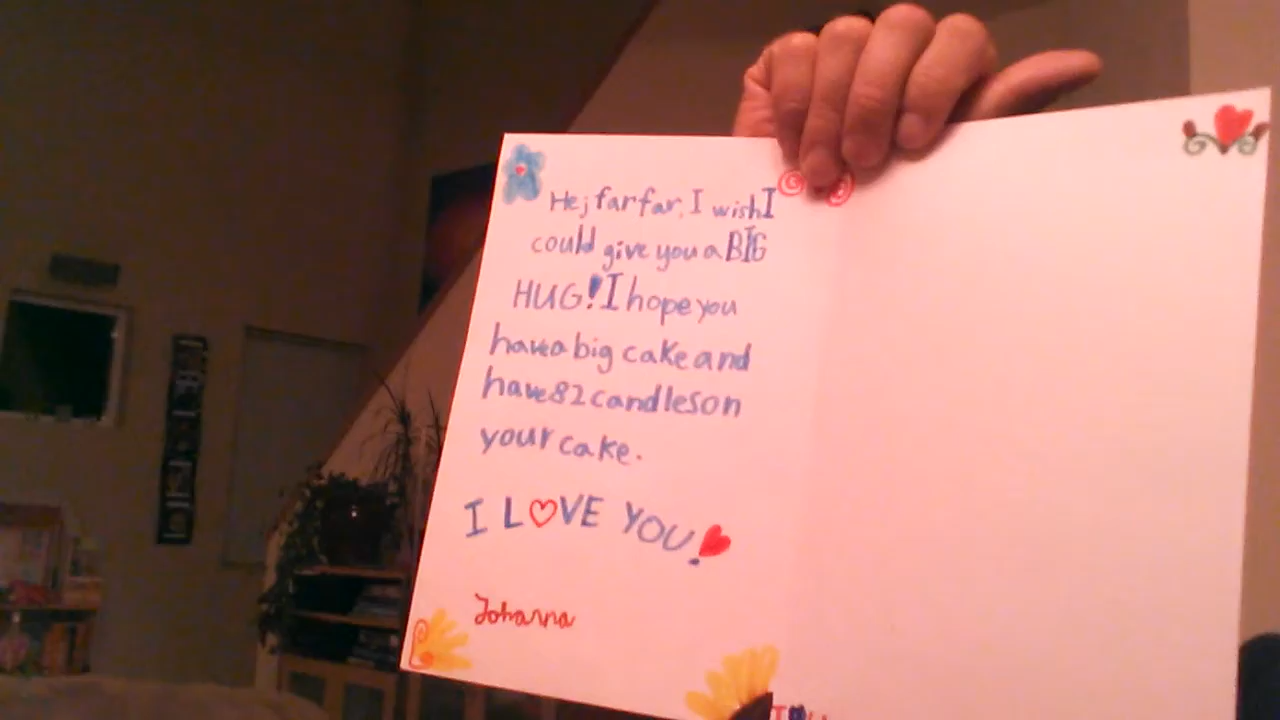 Hej farfar, I wish I
could give you a BIG
HUG! I hope you
have a big cake and
have 82 candles on
your cake.
I LOVE YOU!
Johanna